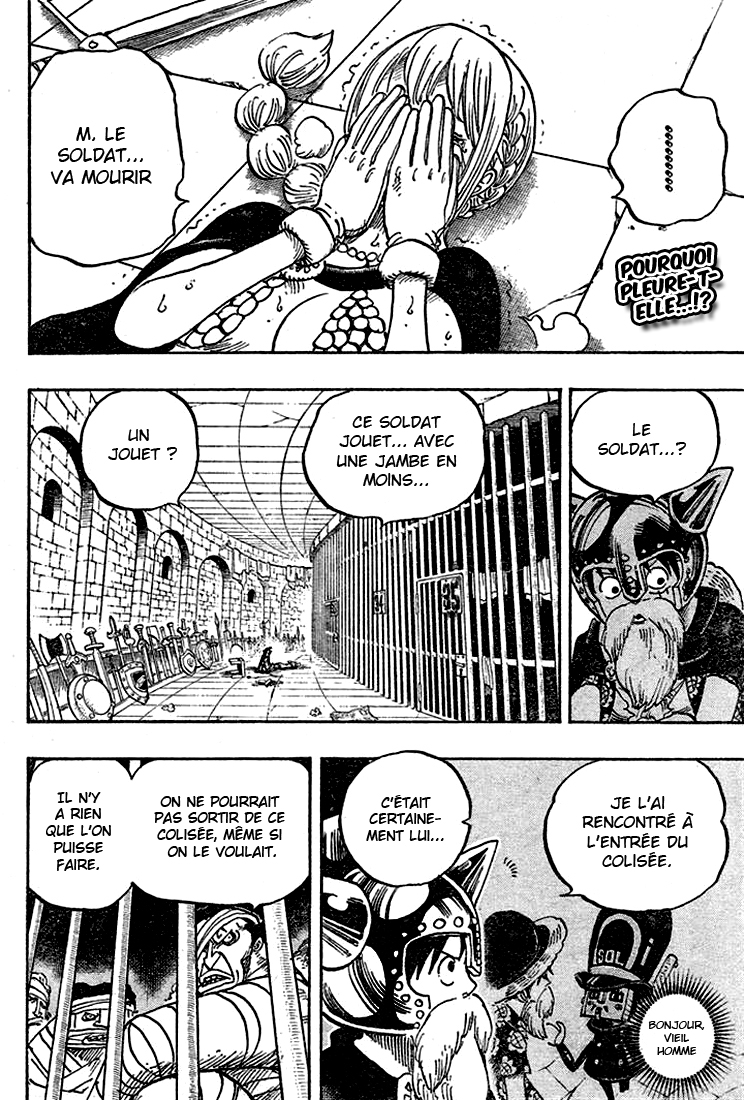 .........
POURQUOI
PLEURE-T-
ELLE...!?
M. LE
SOLDAT...
VA MOURIR
LE
SOLDAT...?
CE SOLDAT
JOUET... AVEC
UNE JAMBE EN
MOINS...
UN
JOUET ?
35
JE L'AI
RENCONTRÉ À
L'ENTRÉE DU
COLISÉE.
SOL
BONJOUR,
VIEIL
HOMME
C'ÉTAIT
CERTAINE-
MENT LUI...
ON NE POURRAIT
PAS SORTIR DE CE
COLISÉE, MÊME SI
ON LE VOULAIT.
IL N'Y
A RIEN
QUE L'ON
PUISSE
FAIRE.